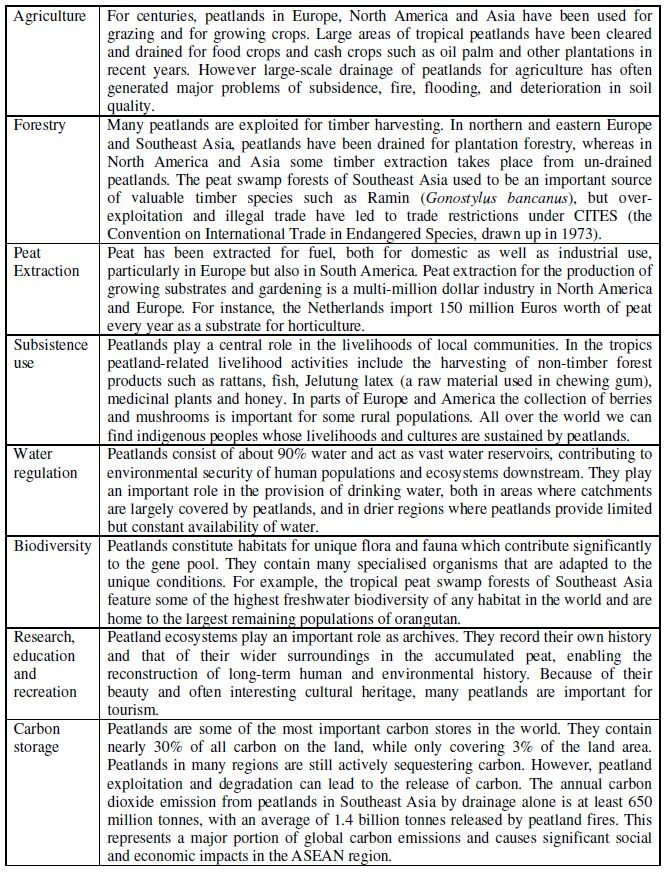 Agriculture
For centuries, peatlands in Europe, North America and Asia have been used for
grazing and for growing crops. Large areas of tropical peatlands have been cleared
and drained for food crops and cash crops such as oil palm and other plantations in
recent years. However large-scale drainage of peatlands for agriculture has often
generated major problems of subsidence, fire, flooding, and deterioration in soil
quality.
Forestry
Many peatlands are exploited for timber harvesting. In northern and eastern Europe
and Southeast Asia, peatlands have been drained for plantation forestry, whereas in
North America and Asia some timber extraction takes place from un-drained
peatlands. The peat swamp forests of Southeast Asia used to be an important source
of valuable timber species such as Ramin (Gonostylus bancanus), but over-
exploitation and illegal trade have led to trade restrictions under CITES (the
Convention on International Trade in Endangered Species, drawn up in 1973).
Peat
Extraction
Peat has been extracted for fuel, both for domestic as well as industrial use,
particularly in Europe but also in South America. Peat extraction for the production of
growing substrates and gardening is a multi-million dollar industry in North America
and Europe. For instance, the Netherlands import 150 million Euros worth of peat
every year as a substrate for horticulture.
Subsistence
use
Peatlands play a central role in the livelihoods of local communities. In the tropics
peatland-related livelihood activities include the harvesting of non-timber forest
products such as rattans, fish, Jelutung latex (a raw material used in chewing gum),
medicinal plants and honey. In parts of Europe and America the collection of berries
and mushrooms is important for some rural populations. All over the world we can
find indigenous peoples whose livelihoods and cultures are sustained by peatlands.
Water
regulation
Peatlands consist of about 90% water and act as vast water reservoirs, contributing to
environmental security of human populations and ecosystems downstream. They play
an important role in the provision of drinking water, both in areas where catchments
are largely covered by peatlands, and in drier regions where peatlands provide limited
but constant availability of water.
Biodiversity
Peatlands constitute habitats for unique flora and fauna which contribute significantly
to the gene pool. They contain many specialised organisms that are adapted to the
unique conditions. For example, the tropical peat swamp forests of Southeast Asia
feature some of the highest freshwater biodiversity of any habitat in the world and are
home to the largest remaining populations of orangutan.
Research,
education
and
recreation
Peatland ecosystems play an important role as archives. They record their own history
and that of their wider surroundings in the accumulated peat, enabling the
reconstruction of long-term human and environmental history. Because of their
beauty and often interesting cultural heritage, many peatlands are important for
tourism.
Carbon
storage
Peatlands are some of the most important carbon stores in the world. They contain
nearly 30% of all carbon on the land, while only covering 3% of the land area.
Peatlands in many regions are still actively sequestering carbon. However, peatland
exploitation and degradation can lead to the release of carbon. The annual carbon
dioxide emission from peatlands in Southeast Asia by drainage alone is at least 650
million tonnes, with an average of 1.4 billion tonnes released by peatland fires. This
represents a major portion of global carbon emissions and causes significant social
and economic impacts in the ASEAN region.